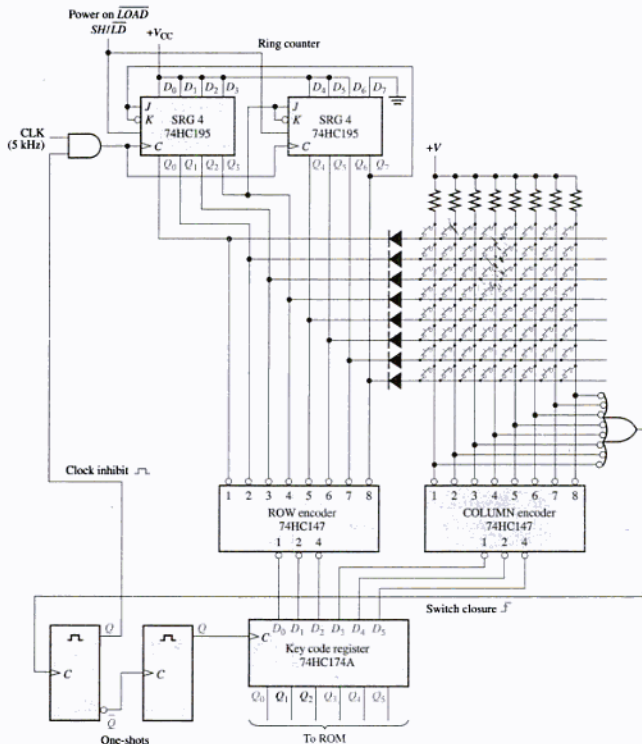 Power on LOAD
SH/LD
+VCC
Ring counter
D0 D1 D2 D3
D4 D5 D6 D7
J
K
C
SRG 4
74HC195
J
K
C
SRG 4
74HC195
CLK
(5 kHz)
Q0 Q1 Q2 Q3
Q4 Q5 Q6 Q7
+V
Clock inhibit
1 2 3 4 5 6 7 8
ROW encoder
74HC147
1 2 4
1 2 3 4 5 6 7 8
COLUMN encoder
74HC147
1 2 4
Switch closure
Q
C
Q
Q
C
D0 D1 D2 D3 D4 D5
C
Key code register
74HC174A
Q0 Q1 Q2 Q3 Q4 Q5
One-shots
To ROM